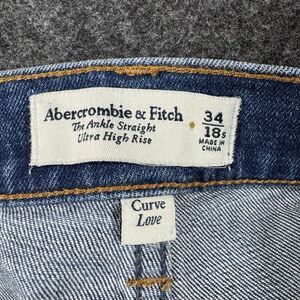 Abercrombie & Fitch
The Ankle Straight
Ultra High Rise
34
18s
MADE IN
CHINA
Curve
Love